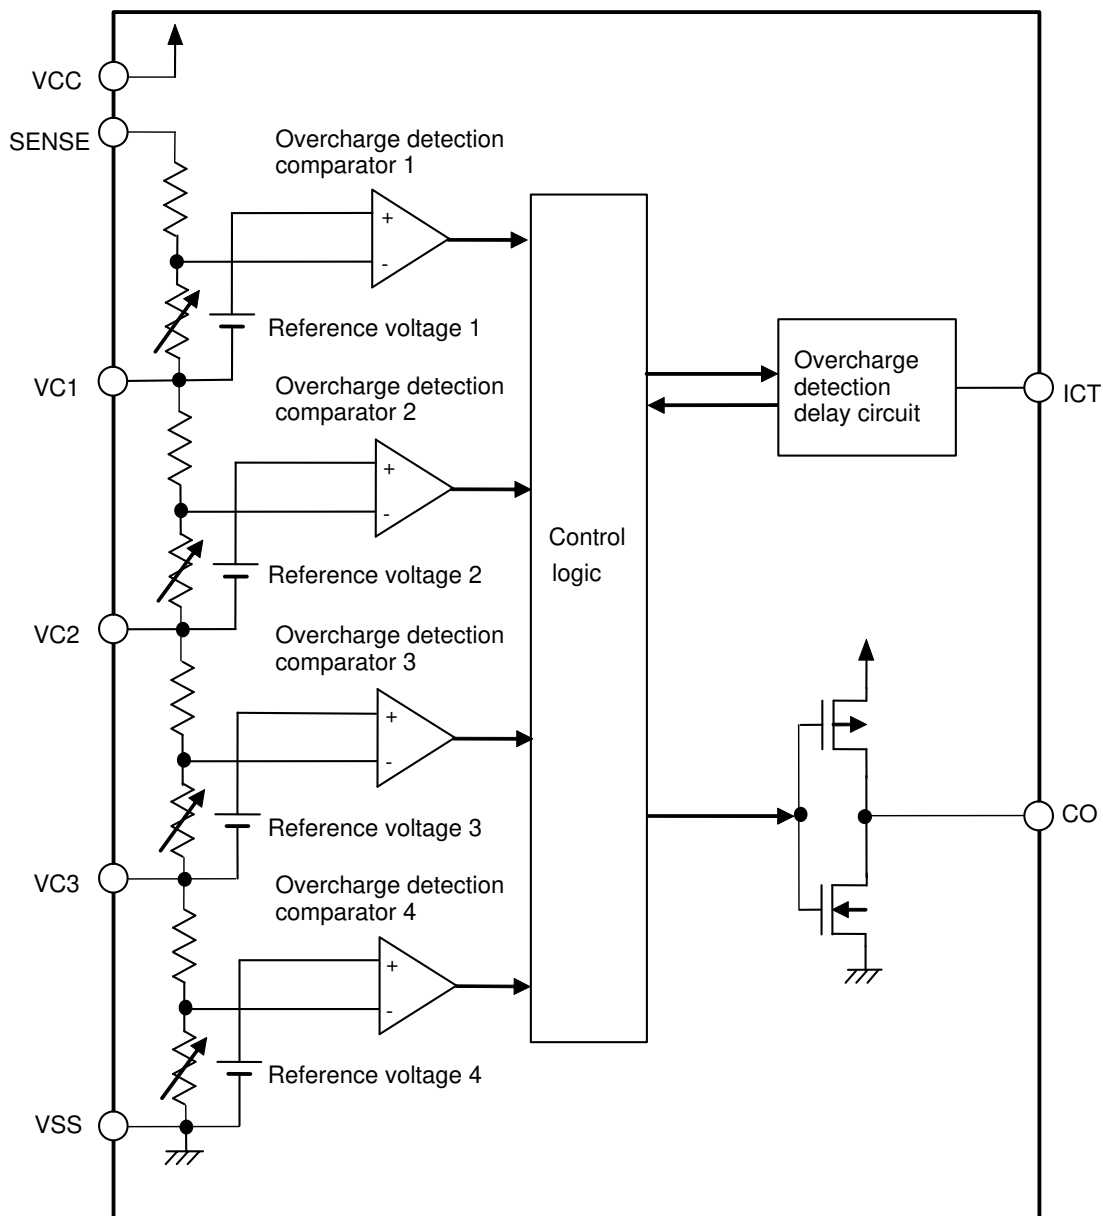 VCC
SENSE
Overcharge detection
comparator 1
+
-
Reference voltage 1
VC1
Overcharge detection
comparator 2
+
-
Reference voltage 2
VC2
Overcharge detection
comparator 3
+
-
Reference voltage 3
VC3
Overcharge detection
comparator 4
+
-
Reference voltage 4
VSS
Control
logic
Overcharge
detection
delay circuit
ICT
CO